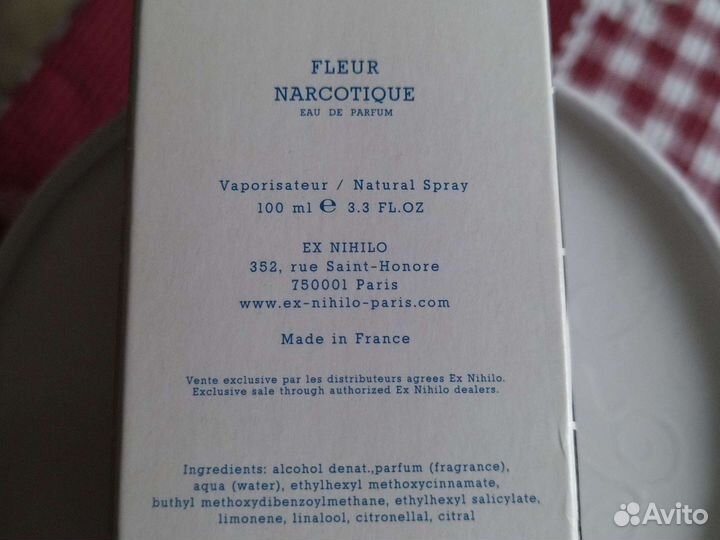 FLEUR
NARCOTIQUE
EAU DE PARFUM
Vaporisateur / Natural Spray
100 ml ℮ 3.3 FL.OZ
EX NIHILO
352, rue Saint-Honore
750001 Paris
www.ex-nihilo-paris.com
Made in France
Vente exclusive par les distributeurs agrees Ex Nihilo.
Exclusive sale through authorized Ex Nihilo dealers.
Ingredients: alcohol denat.,parfum (fragrance),
aqua (water), ethylhexyl methoxycinnamate,
buthyl methoxydibenzoylmethane, ethylhexyl salicylate,
limonene, linalool, citronellal, citral
Avito